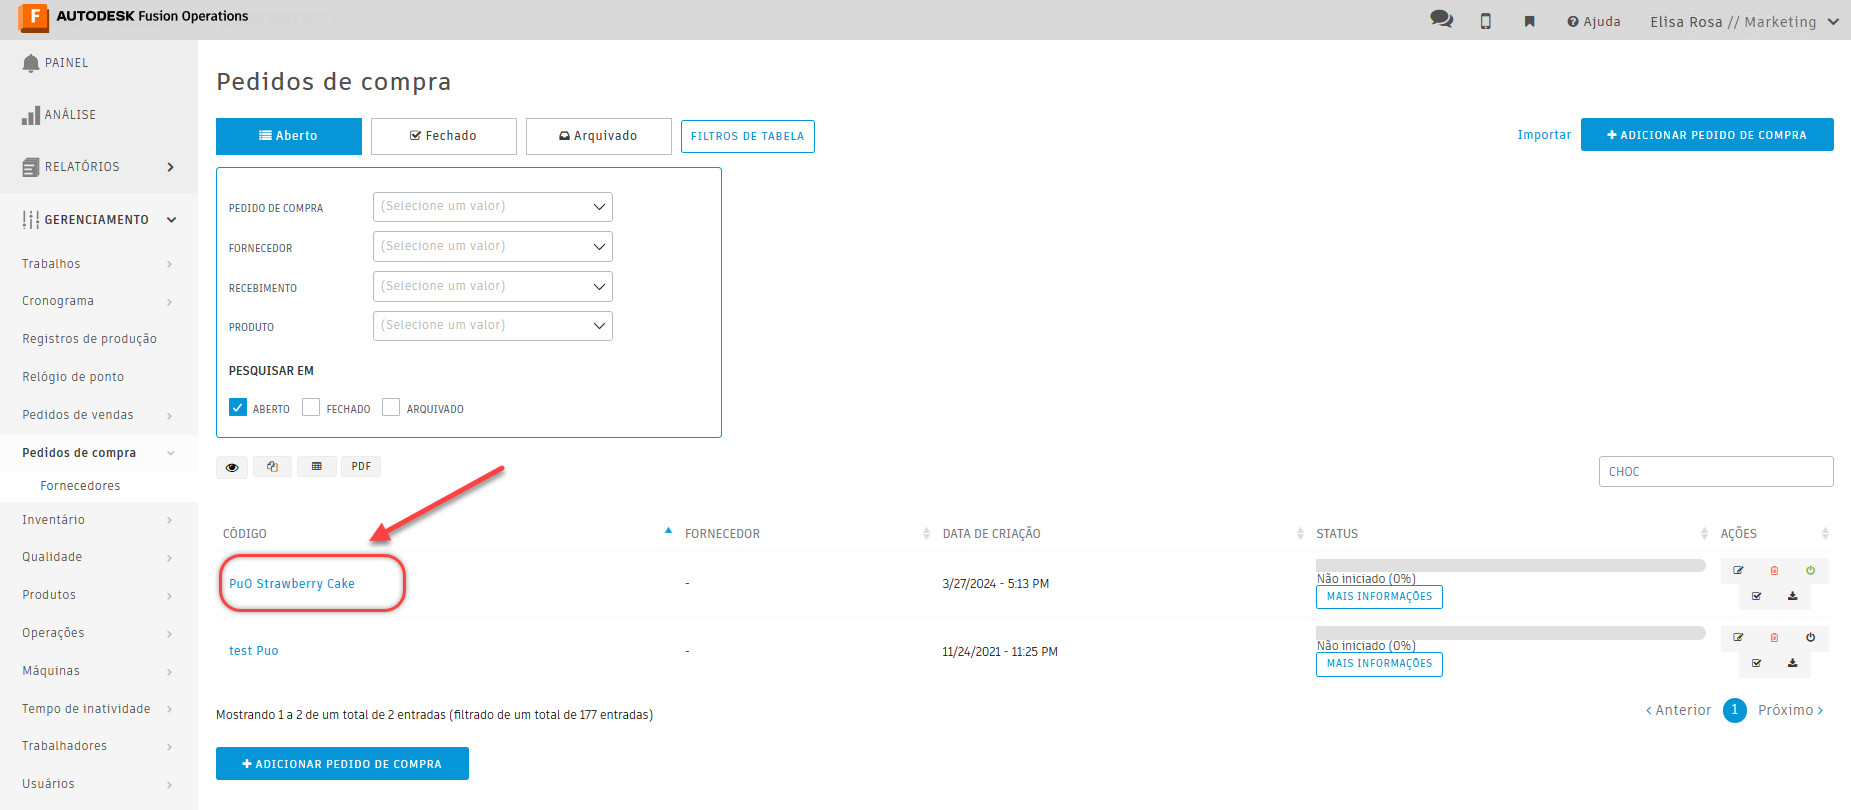 AUTODESK Fusion Operations
Ajuda
Elisa Rosa // Marketing
PAINEL
ANÁLISE
RELATÓRIOS
GERENCIAMENTO
Trabalhos
Cronograma
Registros de produção
Relógio de ponto
Pedidos de vendas
Pedidos de compra
Fornecedores
Inventário
Qualidade
Produtos
Operações
Máquinas
Tempo de inatividade
Trabalhadores
Usuários
Pedidos de compra
Aberto
Fechado
Arquivado
FILTROS DE TABELA
Importar
+ ADICIONAR PEDIDO DE COMPRA
PEDIDO DE COMPRA (Selecione um valor)
FORNECEDOR (Selecione um valor)
RECEBIMENTO (Selecione um valor)
PRODUTO (Selecione um valor)
PESQUISAR EM
ABERTO FECHADO ARQUIVADO
PDF
CHOC
CÓDIGO FORNECEDOR DATA DE CRIAÇÃO STATUS AÇÕES
PuO Strawberry Cake - 3/27/2024 - 5:13 PM
Não iniciado (0%)
MAIS INFORMAÇÕES
test Puo - 11/24/2021 - 11:25 PM
Não iniciado (0%)
MAIS INFORMAÇÕES
Mostrando 1 a 2 de um total de 2 entradas (filtrado de um total de 177 entradas)
‹ Anterior 1 Próximo ›
+ ADICIONAR PEDIDO DE COMPRA